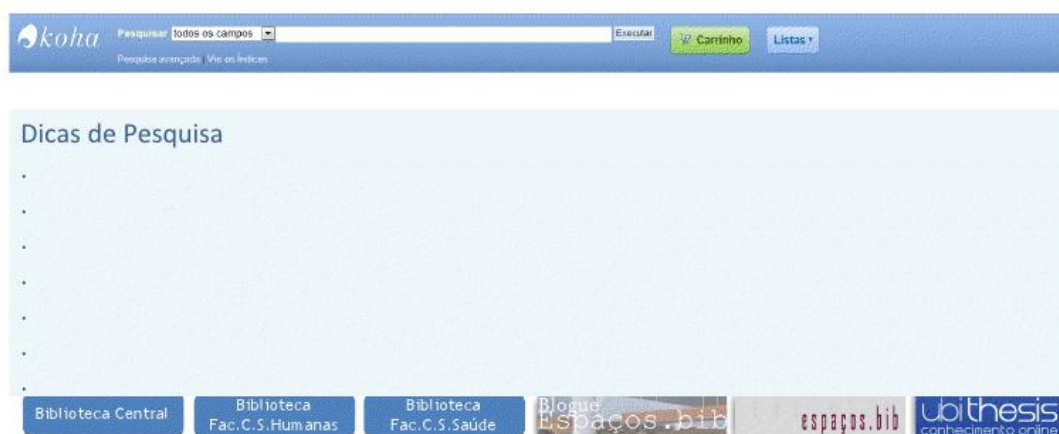 koha Pesquisar todos os campos Executar Carrinho Listas
Pesquisa avançada | Ver os índices
Dicas de Pesquisa
Biblioteca Central
Biblioteca
Fac.C.S.Humanas
Biblioteca
Fac.C.S.Saúde
Blogue
Espaços.bib
espaços.bib
ubithesis
conhecimento online